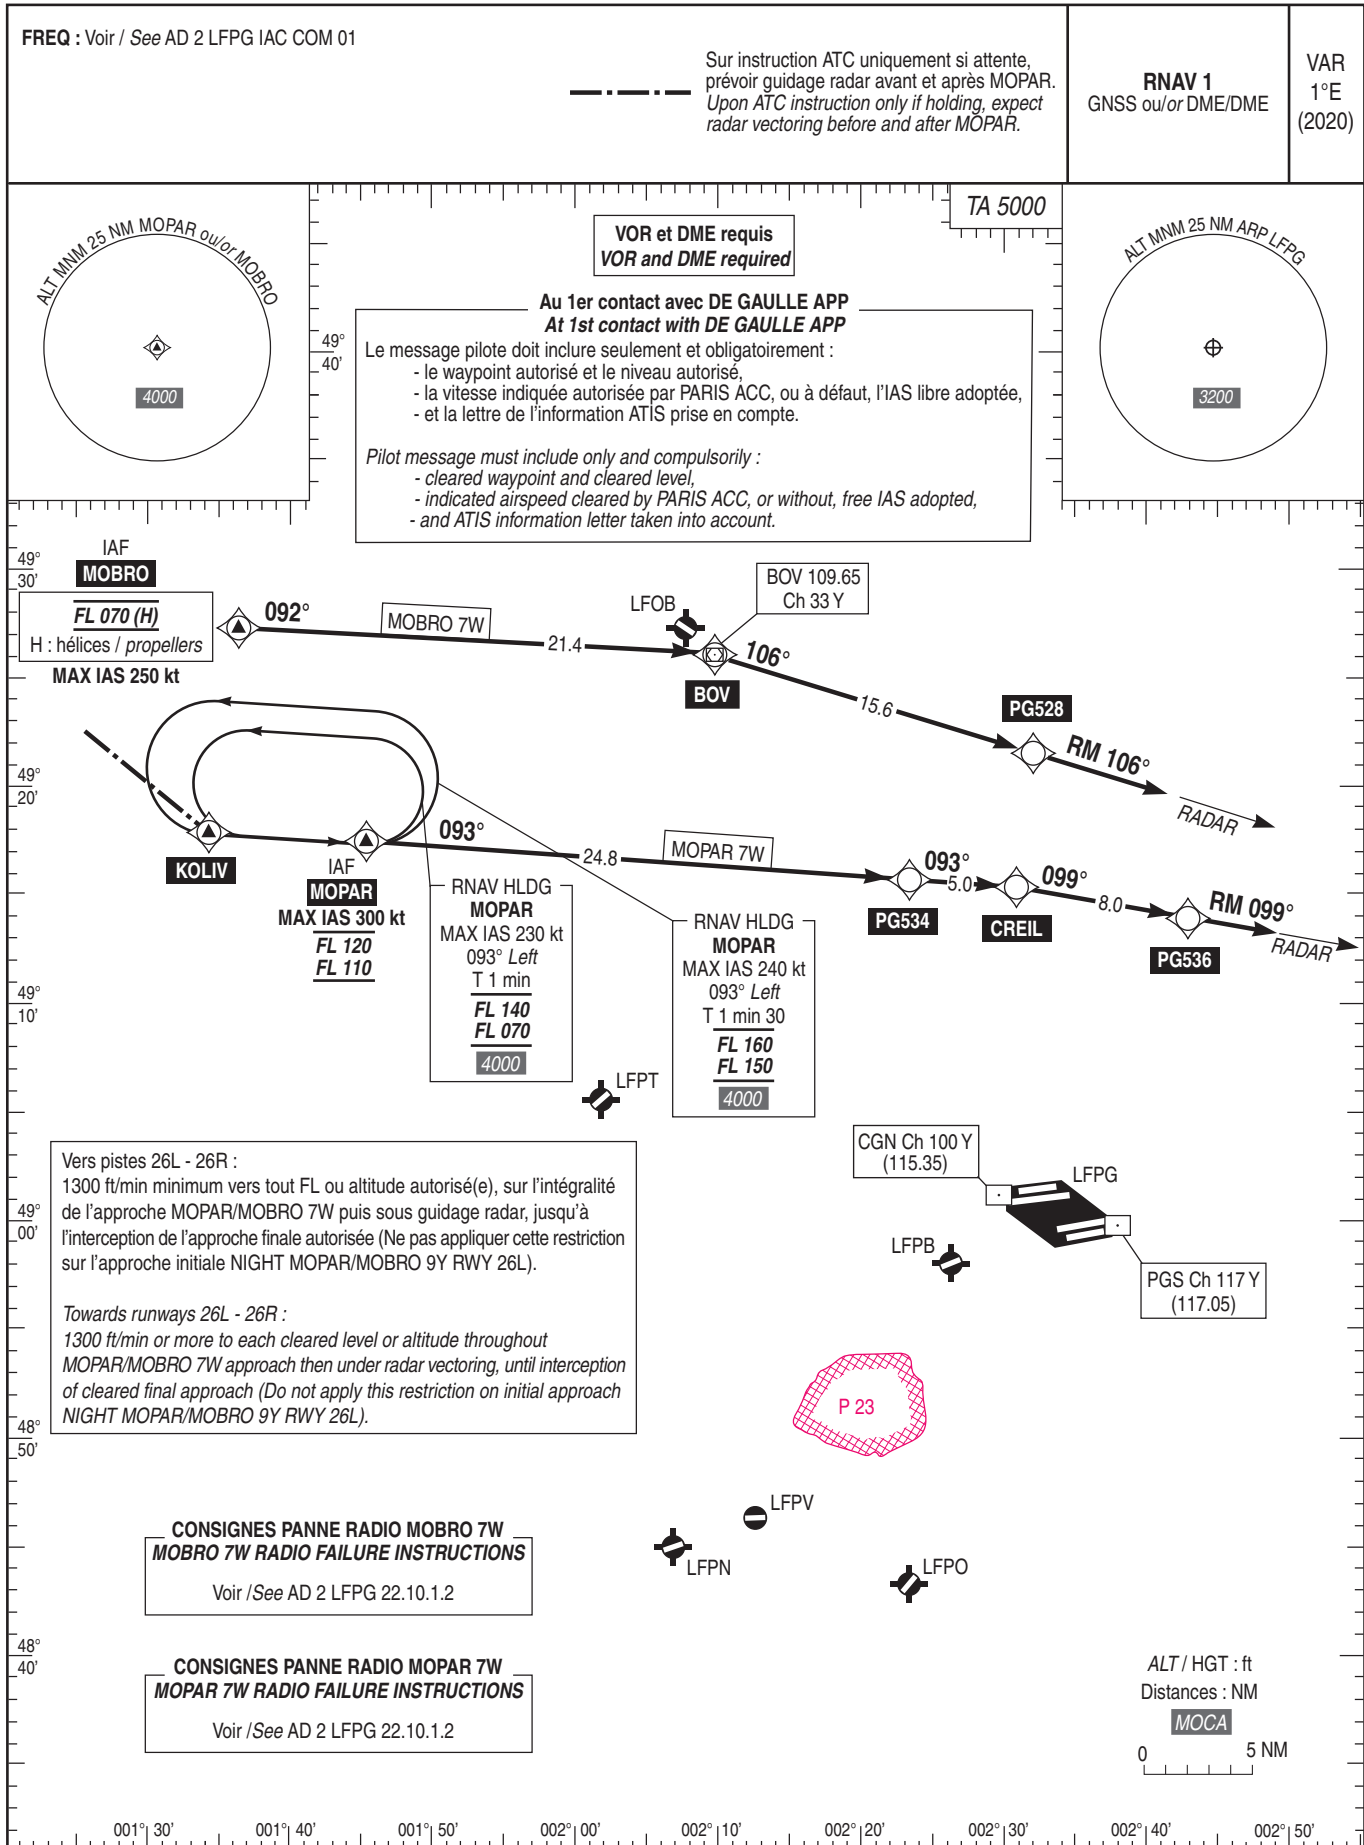 FREQ : Voir / See AD 2 LFPG IAC COM 01
Sur instruction ATC uniquement si attente,
prévoir guidage radar avant et après MOPAR.
Upon ATC instruction only if holding, expect
radar vectoring before and after MOPAR.
RNAV 1
GNSS ou/or DME/DME
VAR
1°E
(2020)
TA 5000
ALT MNM 25 NM MOPAR ou/or MOBRO
4000
VOR et DME requis
VOR and DME required
ALT MNM 25 NM ARP LFPG
3200
Au 1er contact avec DE GAULLE APP
At 1st contact with DE GAULLE APP
Le message pilote doit inclure seulement et obligatoirement :
- le waypoint autorisé et le niveau autorisé,
- la vitesse indiquée autorisée par PARIS ACC, ou à défaut, l'IAS libre adoptée,
- et la lettre de l'information ATIS prise en compte.
Pilot message must include only and compulsorily :
- cleared waypoint and cleared level,
- indicated airspeed cleared by PARIS ACC, or without, free IAS adopted,
- and ATIS information letter taken into account.
49°
40'
49°
30'
IAF
MOBRO
FL 070 (H)
H : hélices / propellers
MAX IAS 250 kt
092°
MOBRO 7W
21.4
LFOB
BOV 109.65
Ch 33 Y
BOV
106°
15.6
PG528
RM 106°
RADAR
49°
20'
KOLIV
IAF
MOPAR
MAX IAS 300 kt
FL 120
FL 110
093°
24.8
MOPAR 7W
PG534
093°
5.0
CREIL
099°
8.0
PG536
RM 099°
RADAR
RNAV HLDG
MOPAR
MAX IAS 230 kt
093° Left
T 1 min
FL 140
FL 070
4000
RNAV HLDG
MOPAR
MAX IAS 240 kt
093° Left
T 1 min 30
FL 160
FL 150
4000
49°
10'
LFPT
CGN Ch 100 Y
(115.35)
LFPG
LFPB
PGS Ch 117 Y
(117.05)
49°
00'
Vers pistes 26L - 26R :
1300 ft/min minimum vers tout FL ou altitude autorisé(e), sur l'intégralité
de l'approche MOPAR/MOBRO 7W puis sous guidage radar, jusqu'à
l'interception de l'approche finale autorisée (Ne pas appliquer cette restriction
sur l'approche initiale NIGHT MOPAR/MOBRO 9Y RWY 26L).
Towards runways 26L - 26R :
1300 ft/min or more to each cleared level or altitude throughout
MOPAR/MOBRO 7W approach then under radar vectoring, until interception
of cleared final approach (Do not apply this restriction on initial approach
NIGHT MOPAR/MOBRO 9Y RWY 26L).
P 23
48°
50'
LFPV
LFPN
LFPO
CONSIGNES PANNE RADIO MOBRO 7W
MOBRO 7W RADIO FAILURE INSTRUCTIONS
Voir /See AD 2 LFPG 22.10.1.2
48°
40'
CONSIGNES PANNE RADIO MOPAR 7W
MOPAR 7W RADIO FAILURE INSTRUCTIONS
Voir /See AD 2 LFPG 22.10.1.2
ALT / HGT : ft
Distances : NM
MOCA
0 5 NM
001° 30' 001° 40' 001° 50' 002° 00' 002° 10' 002° 20' 002° 30' 002° 40' 002° 50'